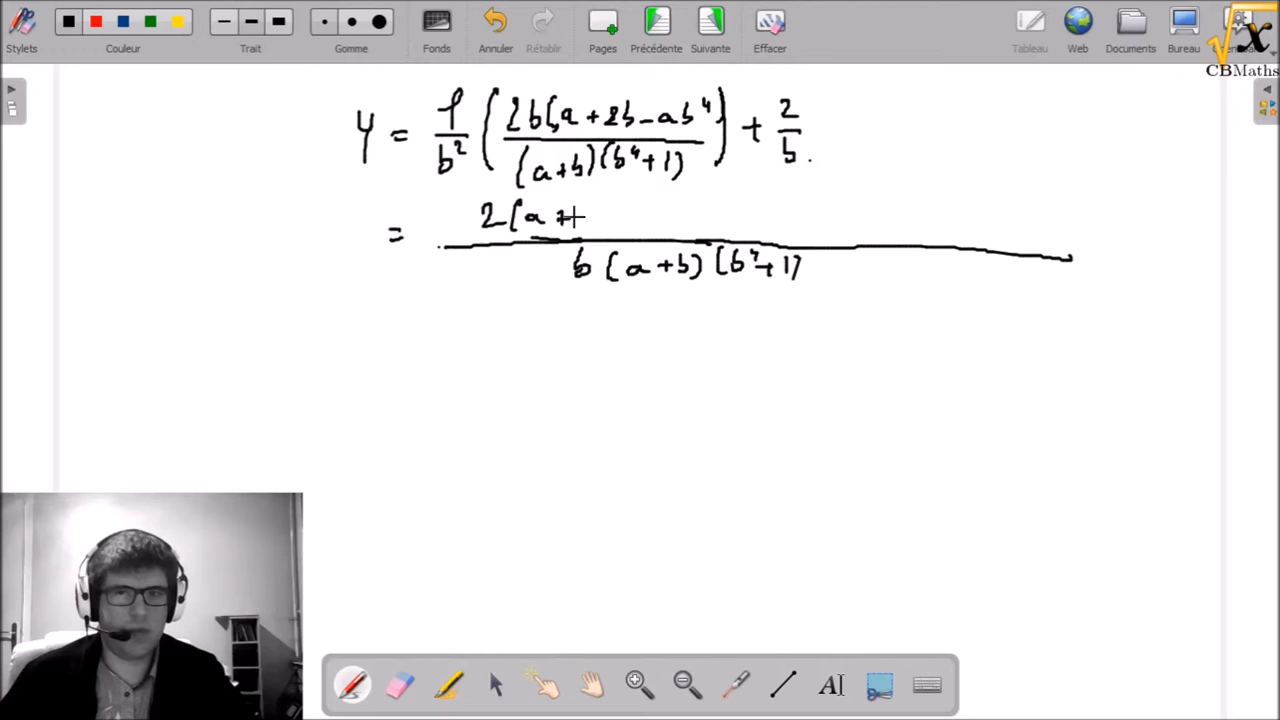 Stylets Couleur Trait Gomme Fonds Annuler Rétablir Pages Précédente Suivante Effacer Tableau Web Documents Bureau
√x
CBMaths
Y = 1/b² (2b(a + 2b - ab⁴)/(a+b)(b⁴+1)) + 2/b.
= 2(a +
b(a+b)(b⁴+1)